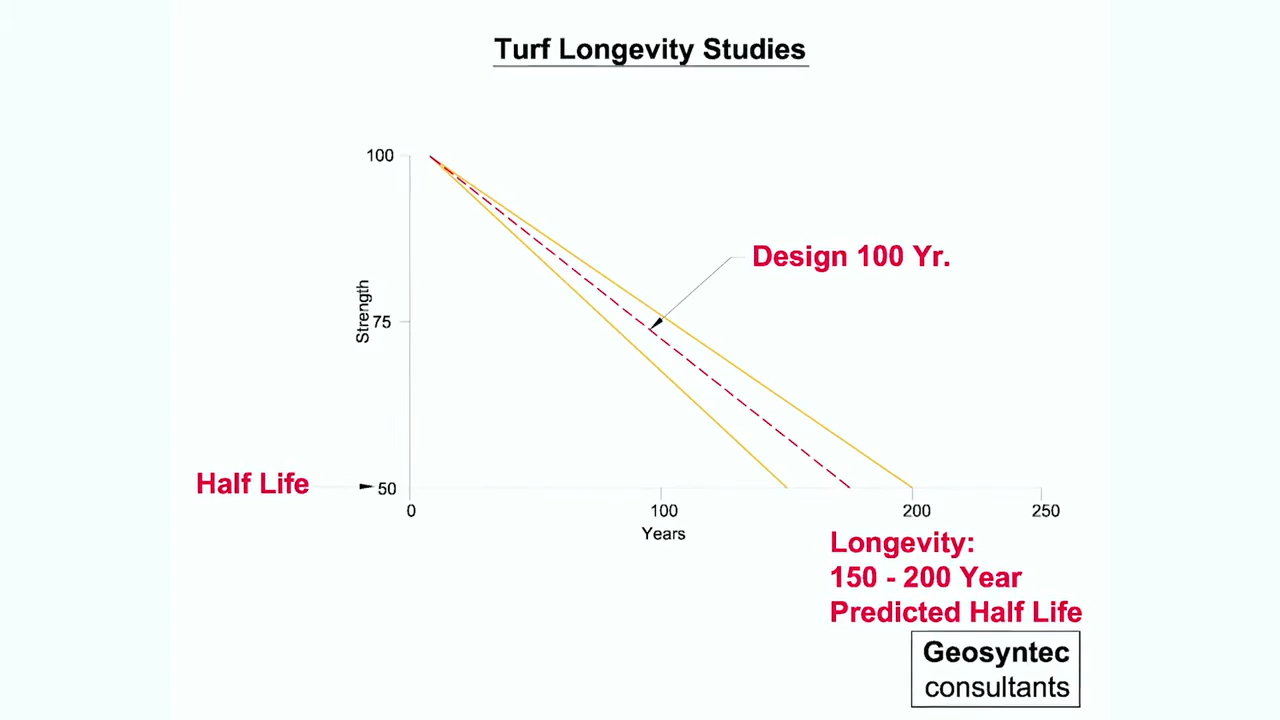 Turf Longevity Studies
100
Design 100 Yr.
Strength
75
Half Life
50
0
100
200
250
Years
Longevity:
150 - 200 Year
Predicted Half Life
Geosyntec
consultants